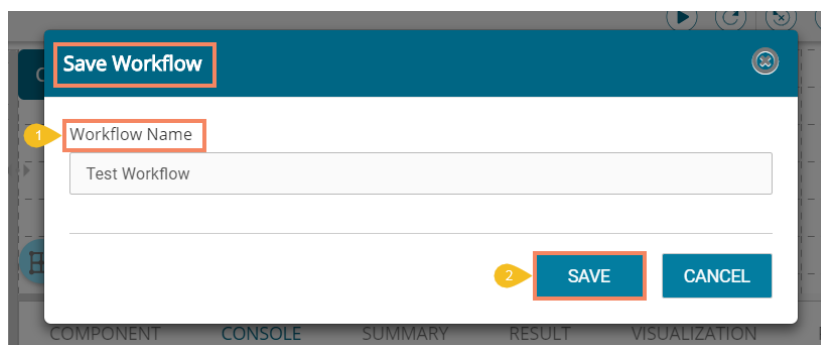 Save Workflow
1 Workflow Name
Test Workflow
2 SAVE CANCEL
COMPONENT CONSOLE SUMMARY RESULT VISUALIZATION